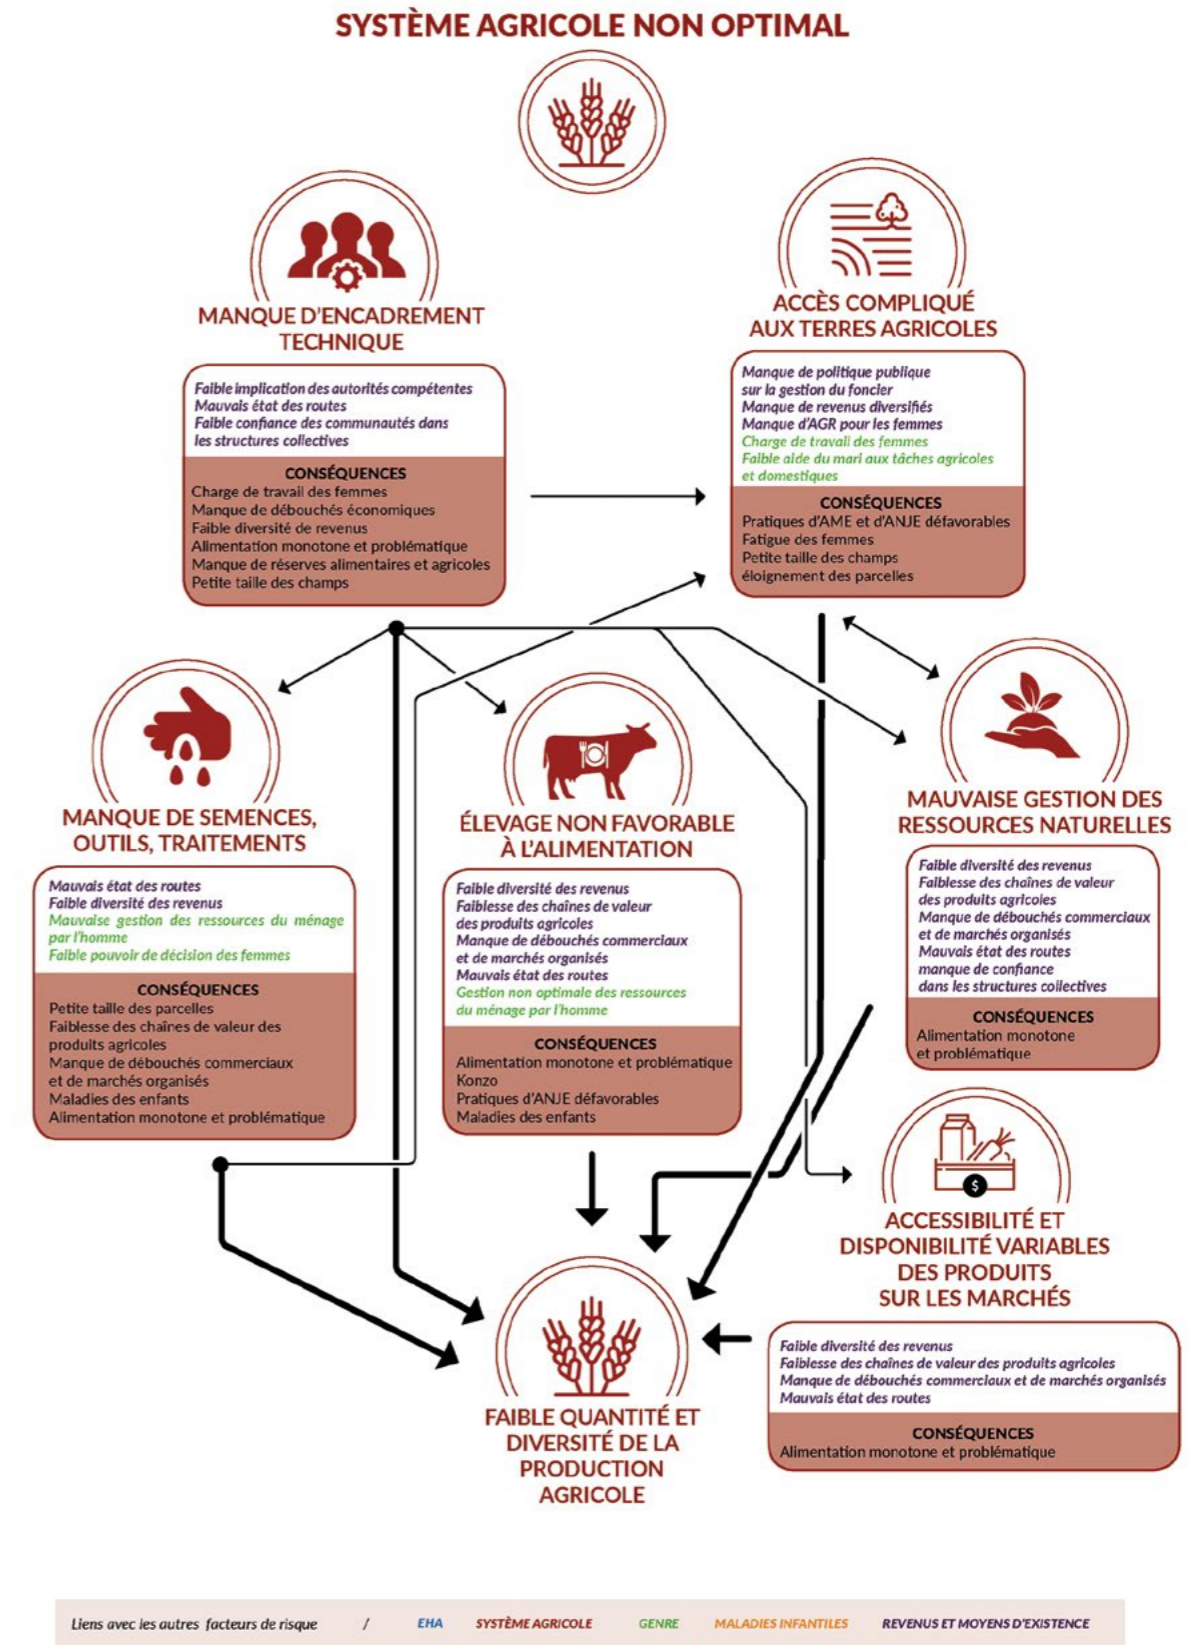 SYSTÈME AGRICOLE NON OPTIMAL
MANQUE D'ENCADREMENT
TECHNIQUE
Faible implication des autorités compétentes
Mauvais état des routes
Faible confiance des communautés dans
les structures collectives
CONSÉQUENCES
Charge de travail des femmes
Manque de débouchés économiques
Faible diversité de revenus
Alimentation monotone et problématique
Manque de réserves alimentaires et agricoles
Petite taille des champs
ACCÈS COMPLIQUÉ
AUX TERRES AGRICOLES
Manque de politique publique
sur la gestion du foncier
Manque de revenus diversifiés
Manque d'AGR pour les femmes
Charge de travail des femmes
Faible aide du mari aux tâches agricoles
et domestiques
CONSÉQUENCES
Pratiques d'AME et d'ANJE défavorables
Fatigue des femmes
Petite taille des champs
éloignement des parcelles
MANQUE DE SEMENCES,
OUTILS, TRAITEMENTS
Mauvais état des routes
Faible diversité des revenus
Mauvaise gestion des ressources du ménage
par l'homme
Faible pouvoir de décision des femmes
CONSÉQUENCES
Petite taille des parcelles
Faiblesse des chaînes de valeur des
produits agricoles
Manque de débouchés commerciaux
et de marchés organisés
Maladies des enfants
Alimentation monotone et problématique
ÉLEVAGE NON FAVORABLE
À L'ALIMENTATION
Faible diversité des revenus
Faiblesse des chaînes de valeur
des produits agricoles
Manque de débouchés commerciaux
et de marchés organisés
Mauvais état des routes
Gestion non optimale des ressources
du ménage par l'homme
CONSÉQUENCES
Alimentation monotone et problématique
Konzo
Pratiques d'ANJE défavorables
Maladies des enfants
MAUVAISE GESTION DES
RESSOURCES NATURELLES
Faible diversité des revenus
Faiblesse des chaînes de valeur
des produits agricoles
Manque de débouchés commerciaux
et de marchés organisés
Mauvais état des routes
manque de confiance
dans les structures collectives
CONSÉQUENCES
Alimentation monotone
et problématique
$
ACCESSIBILITÉ ET
DISPONIBILITÉ VARIABLES
DES PRODUITS
SUR LES MARCHÉS
Faible diversité des revenus
Faiblesse des chaînes de valeur des produits agricoles
Manque de débouchés commerciaux et de marchés organisés
Mauvais état des routes
CONSÉQUENCES
Alimentation monotone et problématique
FAIBLE QUANTITÉ ET
DIVERSITÉ DE LA
PRODUCTION
AGRICOLE
Liens avec les autres facteurs de risque / EHA SYSTÈME AGRICOLE GENRE MALADIES INFANTILES REVENUS ET MOYENS D'EXISTENCE